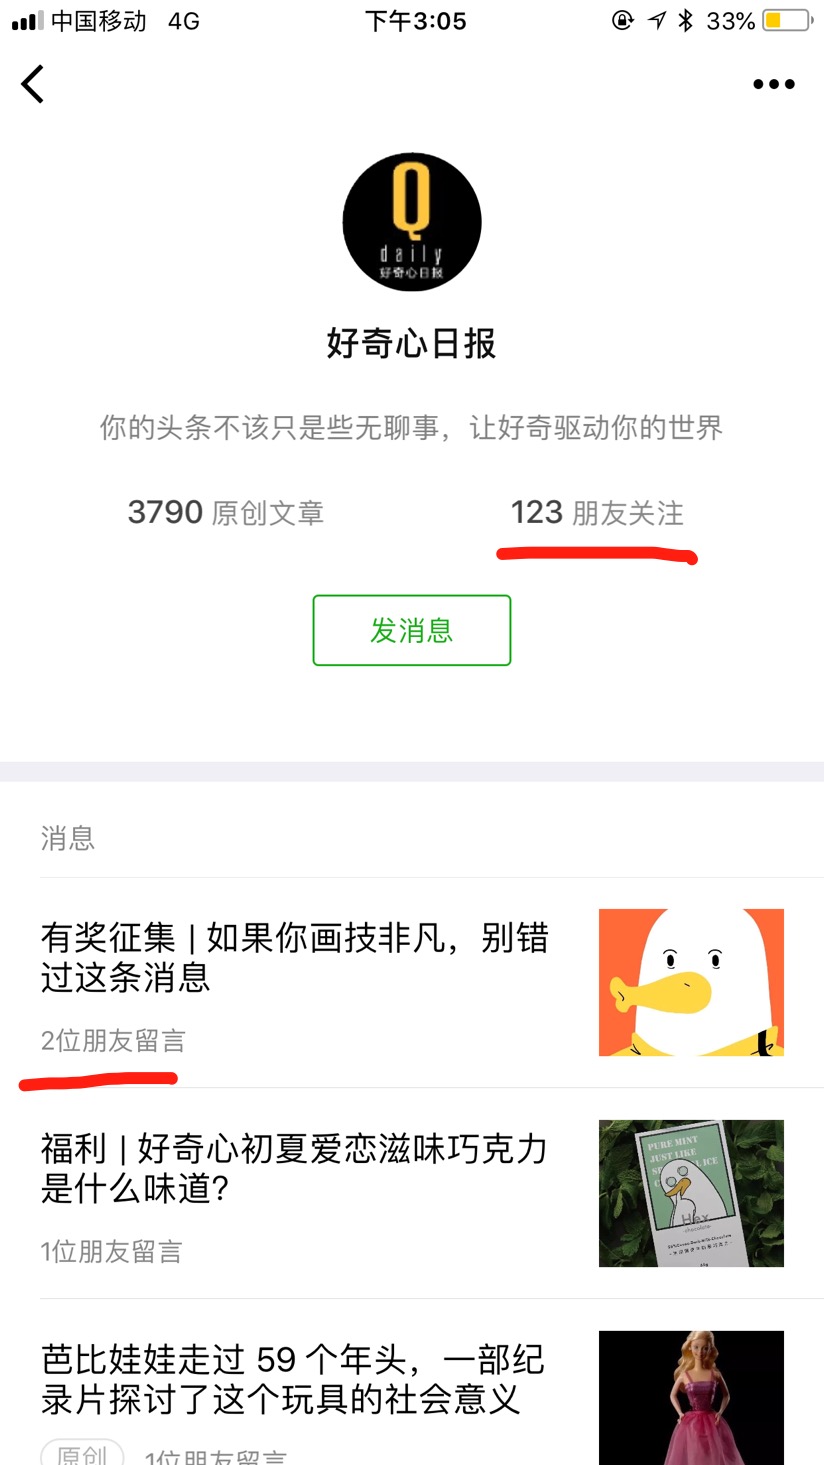 中国移动 4G 下午3:05 33%
Q
daily
好奇心日报
好奇心日报
你的头条不该只是些无聊事，让好奇驱动你的世界
3790 原创文章 123 朋友关注
发消息
消息
有奖征集 | 如果你画技非凡，别错
过这条消息
2位朋友留言
福利 | 好奇心初夏爱恋滋味巧克力
是什么味道?
1位朋友留言
PURE MINT
JUST LIKE
ICE
Hex
chocolate
芭比娃娃走过 59 个年头，一部纪
录片探讨了这个玩具的社会意义
原创 1位朋友留言